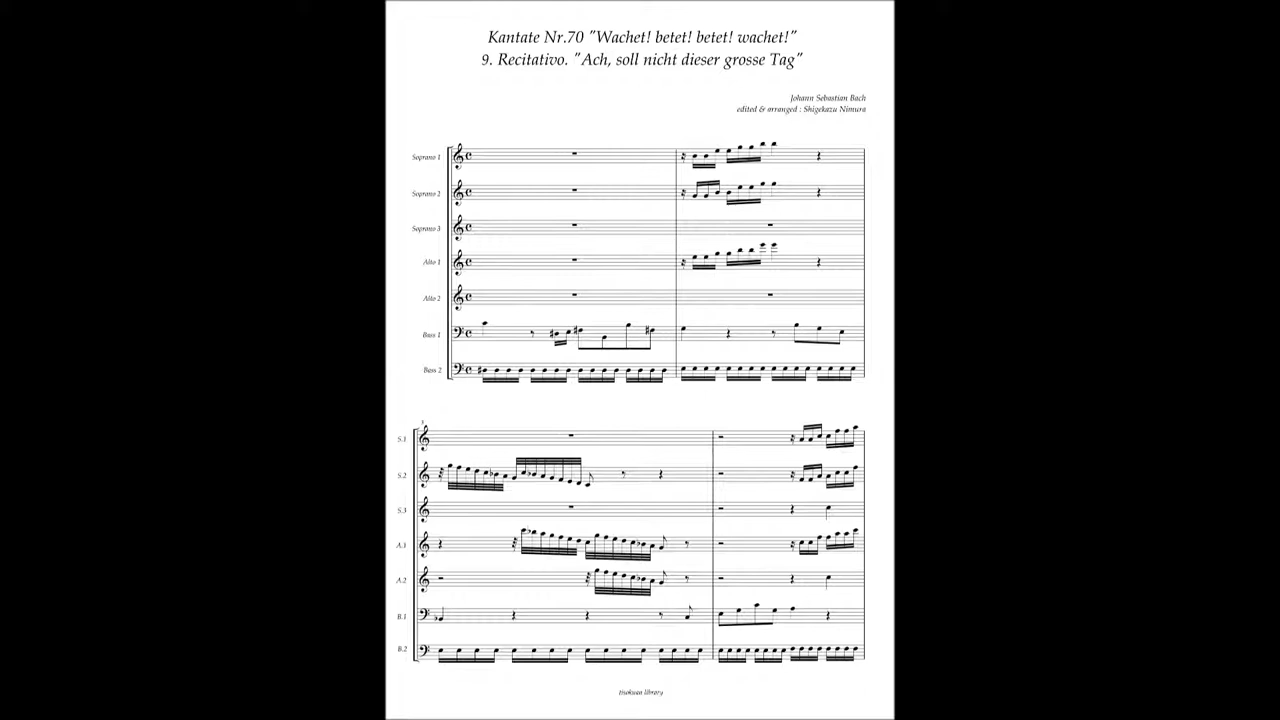 Kantate Nr.70 "Wachet! betet! betet! wachet!"
9. Recitativo. "Ach, soll nicht dieser grosse Tag"
Johann Sebastian Bach
edited & arranged : Shigekazu Nimura
Soprano 1
Soprano 2
Soprano 3
Alto 1
Alto 2
Bass 1
Bass 2
3
S.1
S.2
S.3
A.1
A.2
B.1
B.2